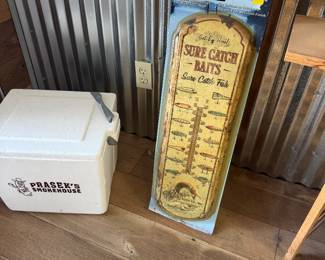 SURE CATCH
BAITS
Sure Catch Fish
PRASEK'S
SMOKEHOUSE